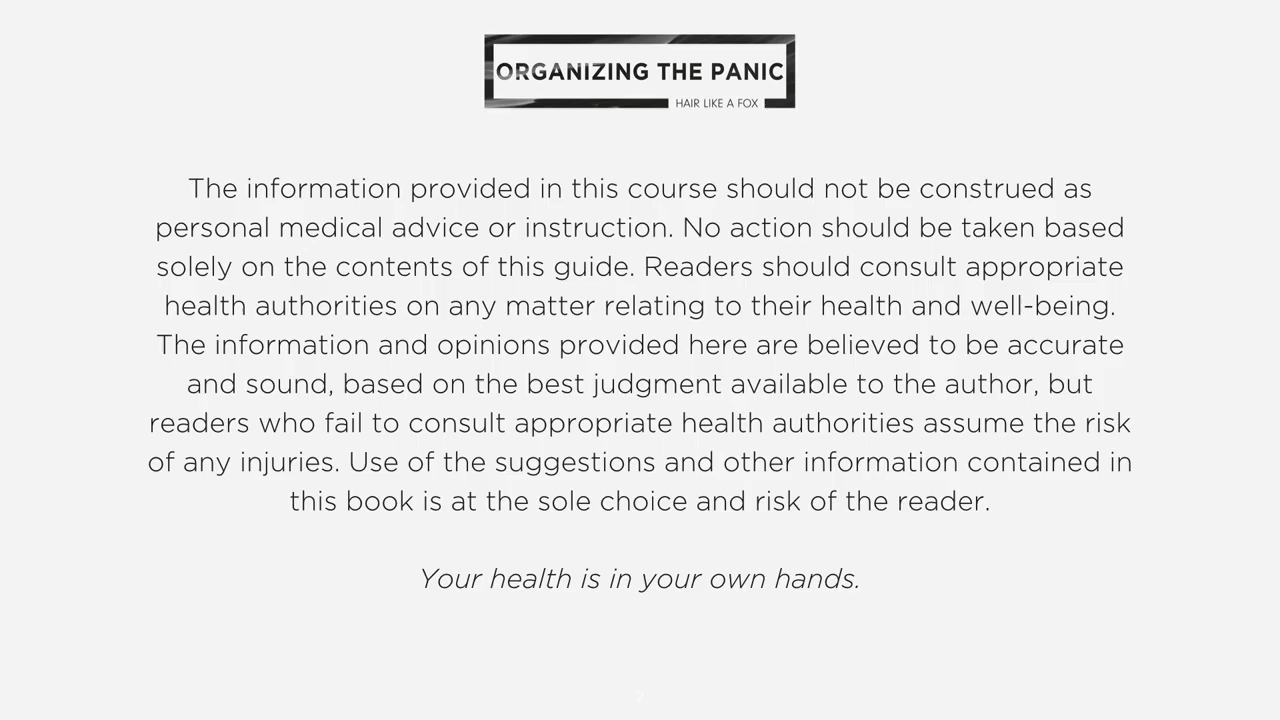 ORGANIZING THE PANIC
HAIR LIKE A FOX
The information provided in this course should not be construed as
personal medical advice or instruction. No action should be taken based
solely on the contents of this guide. Readers should consult appropriate
health authorities on any matter relating to their health and well-being.
The information and opinions provided here are believed to be accurate
and sound, based on the best judgment available to the author, but
readers who fail to consult appropriate health authorities assume the risk
of any injuries. Use of the suggestions and other information contained in
this book is at the sole choice and risk of the reader.
Your health is in your own hands.
2